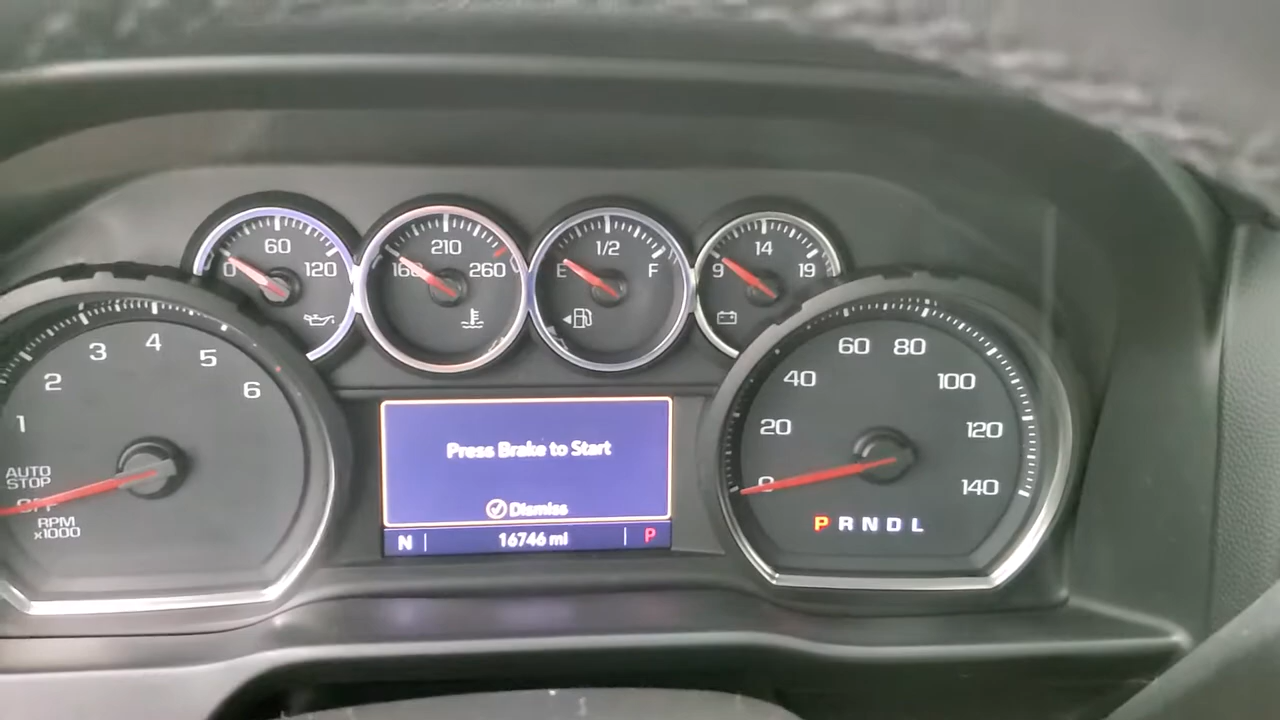 60
0 120
210
160 260
1/2
E F
14
9 19
1 2 3 4 5 6
AUTO
STOP
OFF
RPM
x1000
Press Brake to Start
Dismiss
N 16746 mi P
0 20 40 60 80 100 120 140
P R N D L